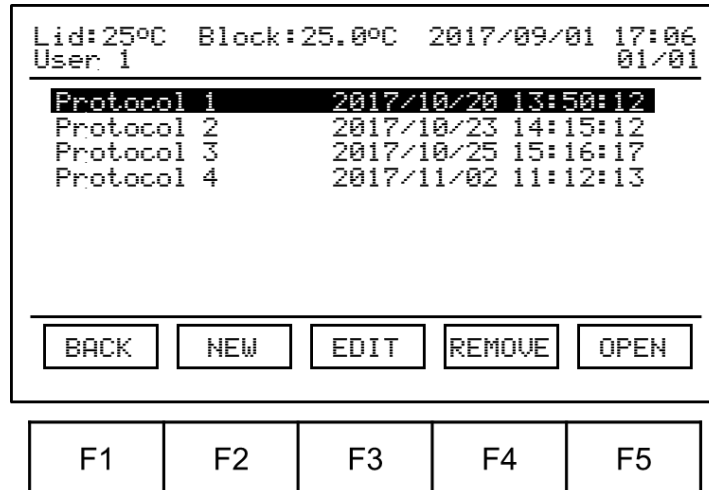 Lid:25ºC Block:25.0ºC 2017/09/01 17:06
User 1 01/01
Protocol 1 2017/10/20 13:50:12
Protocol 2 2017/10/23 14:15:12
Protocol 3 2017/10/25 15:16:17
Protocol 4 2017/11/02 11:12:13
BACK NEW EDIT REMOVE OPEN
F1 F2 F3 F4 F5